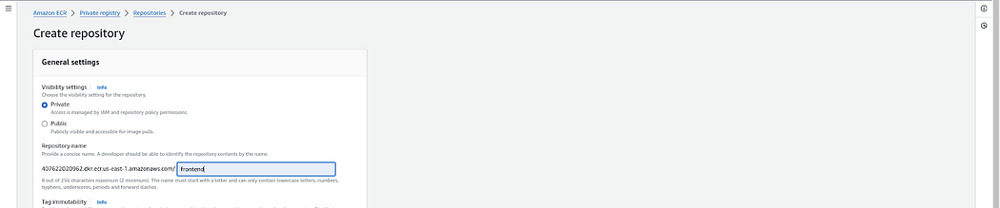 Amazon ECR > Private registry > Repositories > Create repository
Create repository
General settings
Visibility settings Info
Choose the visibility setting for the repository.
Private
Access is managed by IAM and repository policy permissions.
Public
Publicly visible and accessible for image pulls.
Repository name
Provide a concise name. A developer should be able to identify the repository contents by the name.
407622020962.dkr.ecr.us-east-1.amazonaws.com/ frontend
8 out of 256 characters maximum (2 minimum). The name must start with a letter and can only contain lowercase letters, numbers,
hyphens, underscores, periods and forward slashes.
Tag immutability Info